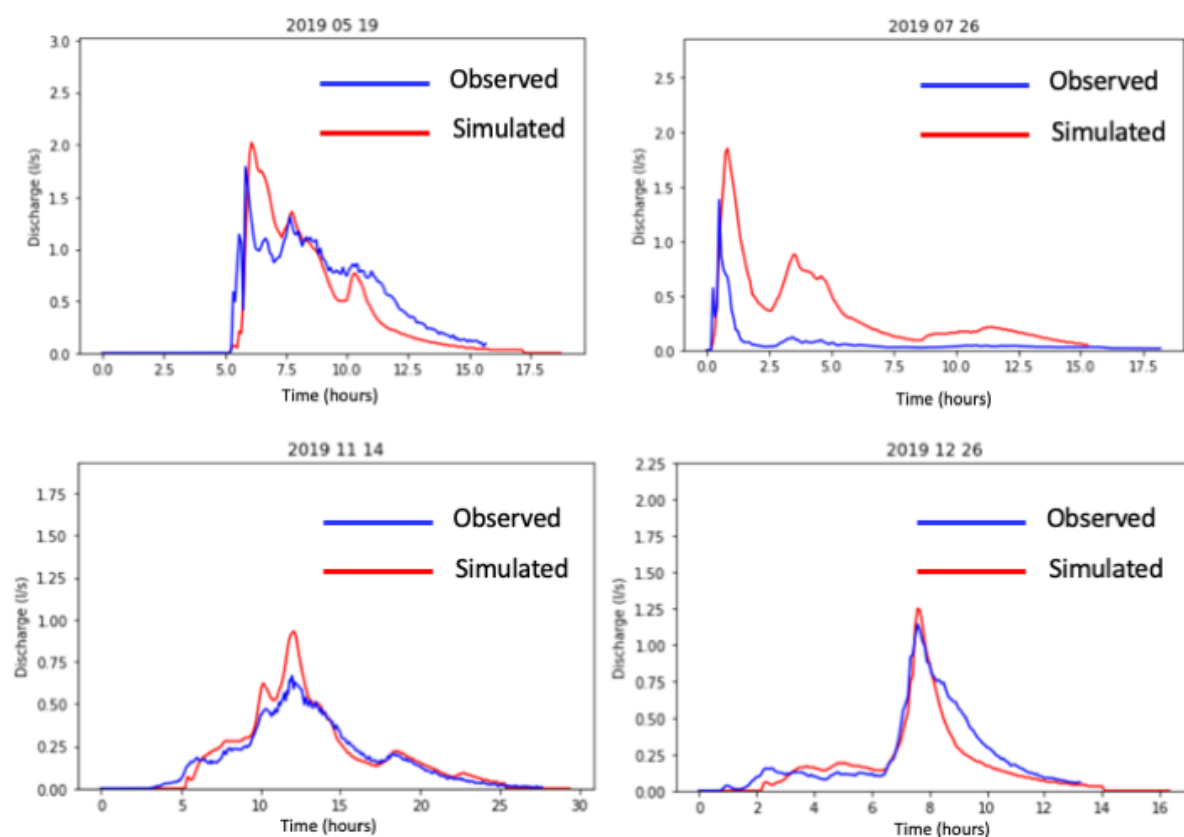 2019 05 19
3.0
2.5
2.0
1.5
1.0
0.5
0.0
Discharge (l/s)
Observed
Simulated
0.0 2.5 5.0 7.5 10.0 12.5 15.0 17.5
Time (hours)
2019 07 26
2.5
2.0
1.5
1.0
0.5
0.0
Discharge (l/s)
Observed
Simulated
0.0 2.5 5.0 7.5 10.0 12.5 15.0 17.5
Time (hours)
2019 11 14
1.75
1.50
1.25
1.00
0.75
0.50
0.25
0.00
Discharge (l/s)
Observed
Simulated
0 5 10 15 20 25 30
Time (hours)
2019 12 26
2.25
2.00
1.75
1.50
1.25
1.00
0.75
0.50
0.25
0.00
Discharge (l/s)
Observed
Simulated
0 2 4 6 8 10 12 14 16
Time (hours)